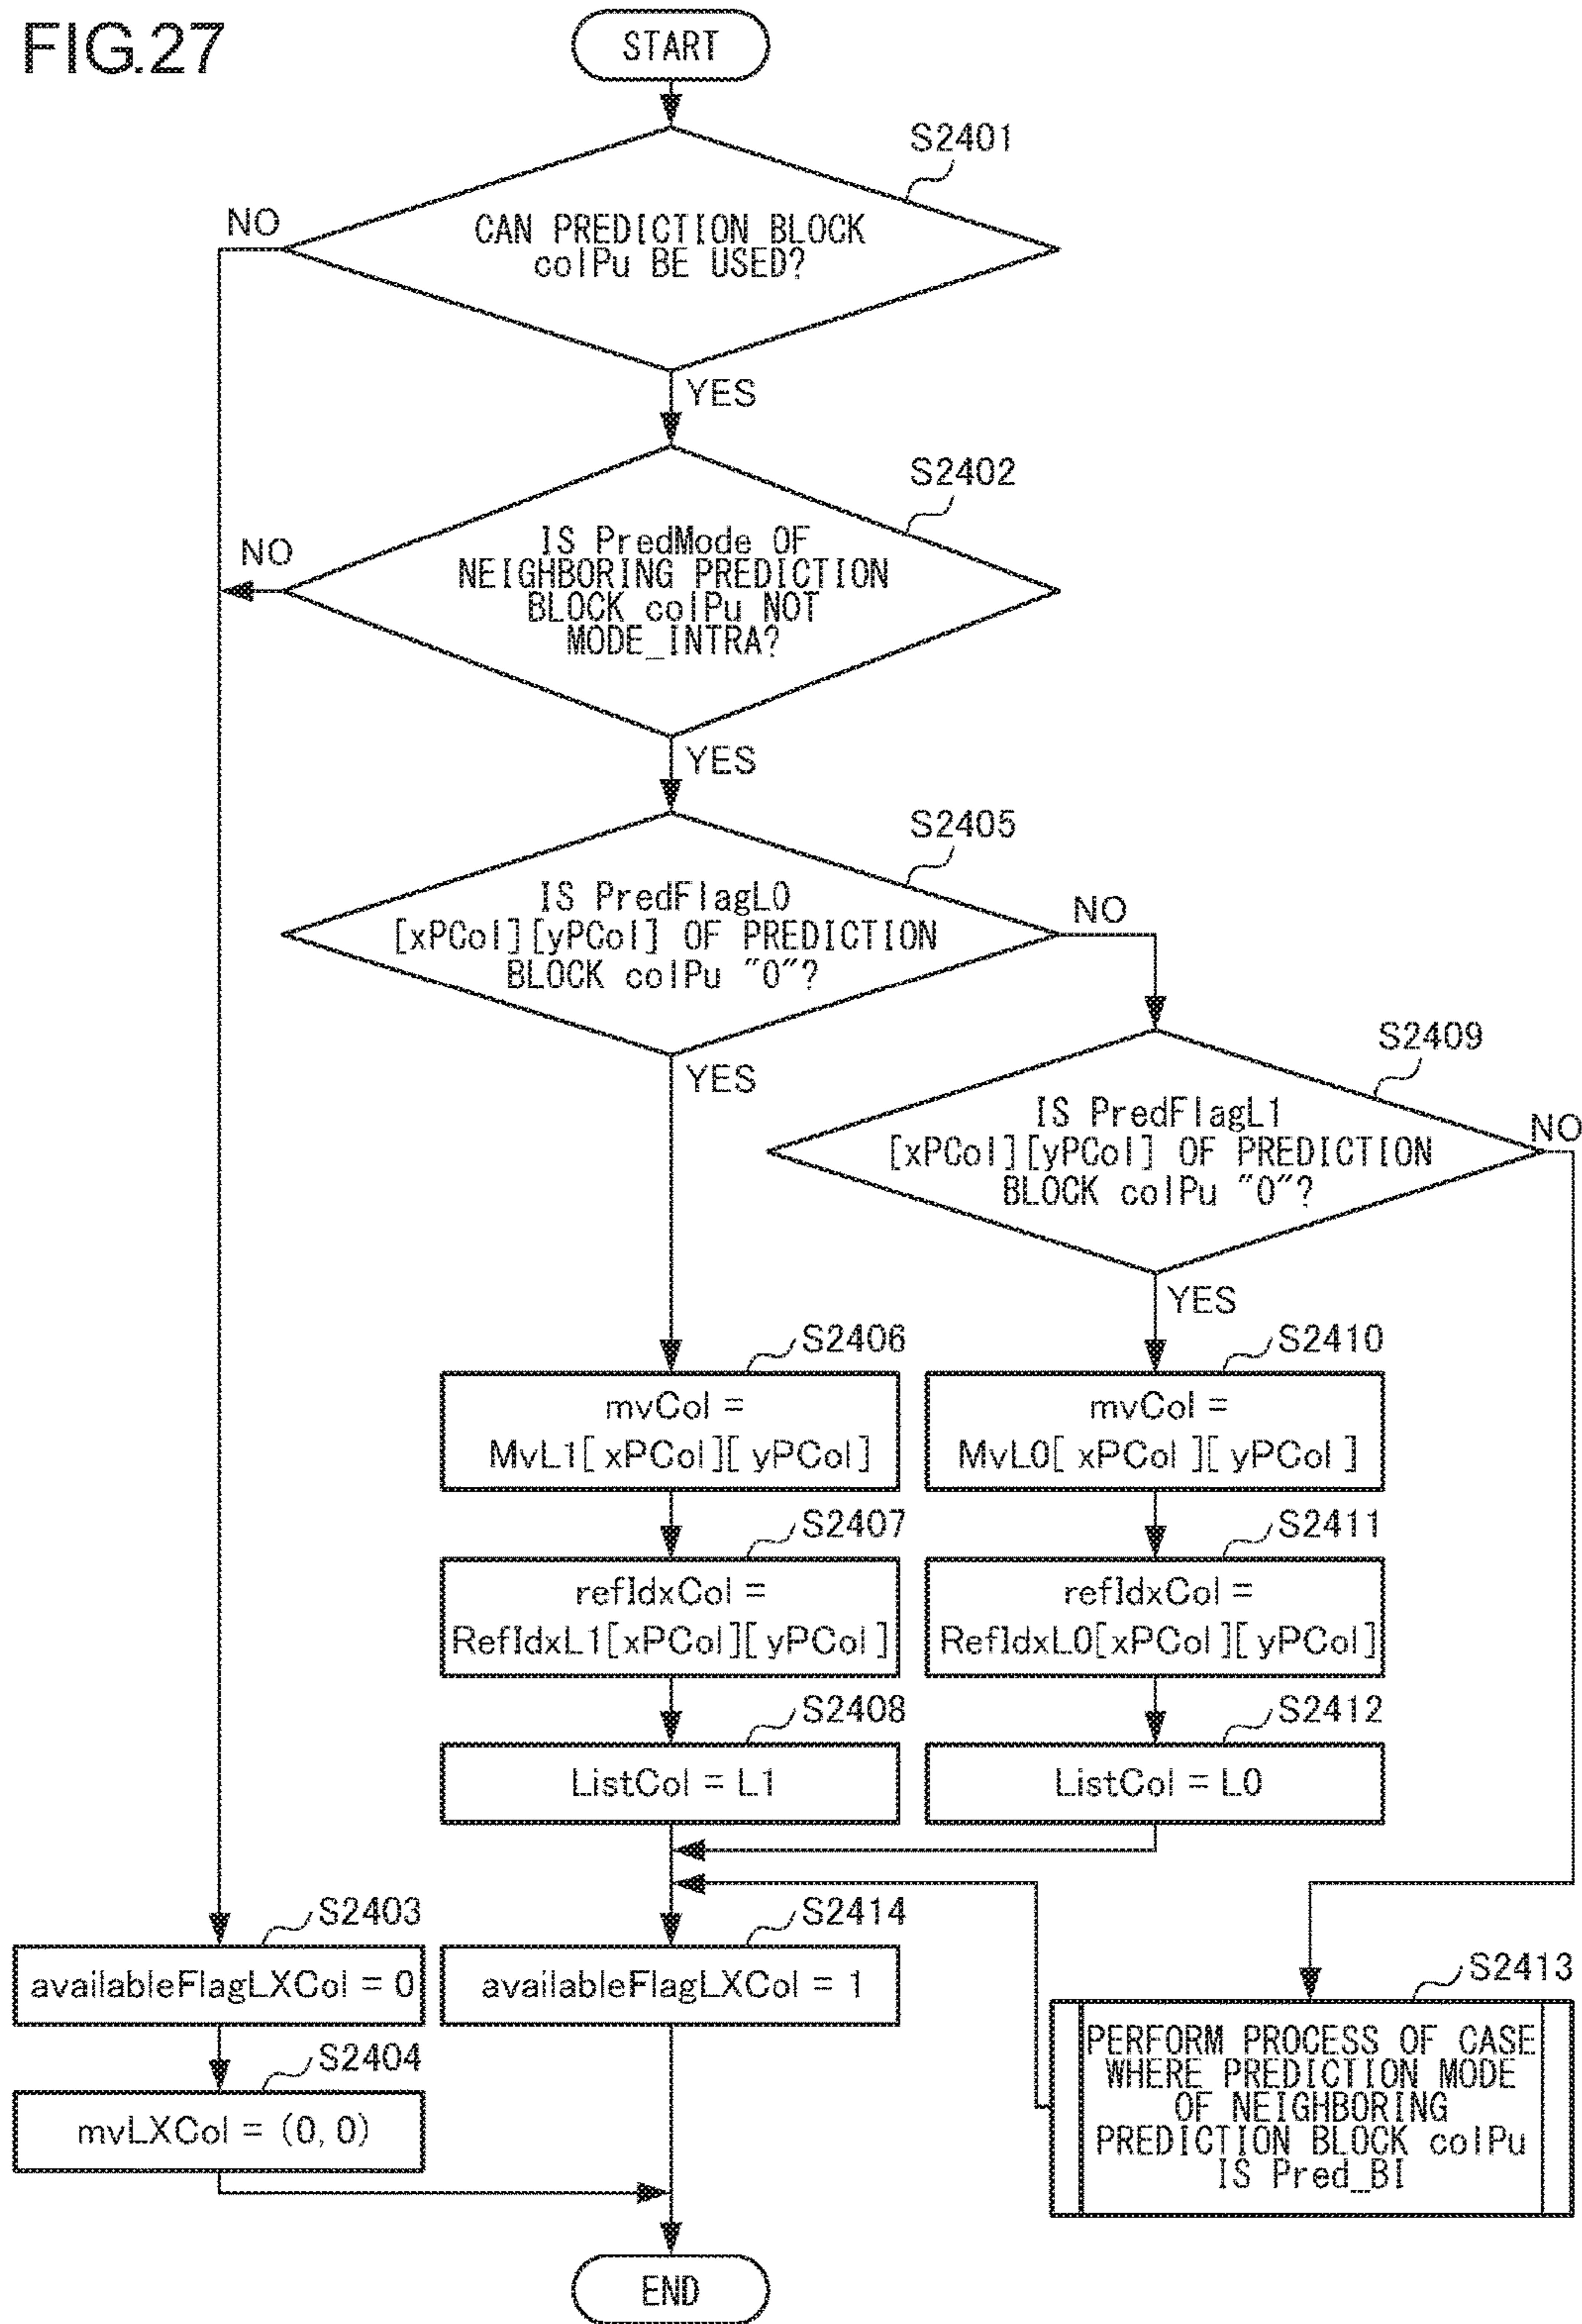 FIG.27
START
S2401
NO
CAN PREDICTION BLOCK
colPu BE USED?
YES
S2402
NO
IS PredMode OF
NEIGHBORING PREDICTION
BLOCK colPu NOT
MODE_INTRA?
YES
S2405
IS PredFlagL0
[xPCol][yPCol] OF PREDICTION
BLOCK colPu "0"?
NO
YES
S2409
IS PredFlagL1
[xPCol][yPCol] OF PREDICTION
BLOCK colPu "0"?
NO
YES
S2406
mvCol =
MvL1[ xPCol][ yPCol]
S2410
mvCol =
MvL0[ xPCol ][ yPCol ]
S2407
refIdxCol =
RefIdxL1[xPCol][ yPCol]
S2411
refIdxCol =
RefIdxL0[xPCol ][ yPCol]
S2408
ListCol = L1
S2412
ListCol = L0
S2403
availableFlagLXCol = 0
S2414
availableFlagLXCol = 1
S2404
mvLXCol = (0, 0)
S2413
PERFORM PROCESS OF CASE
WHERE PREDICTION MODE
OF NEIGHBORING
PREDICTION BLOCK colPu
IS Pred_BI
END